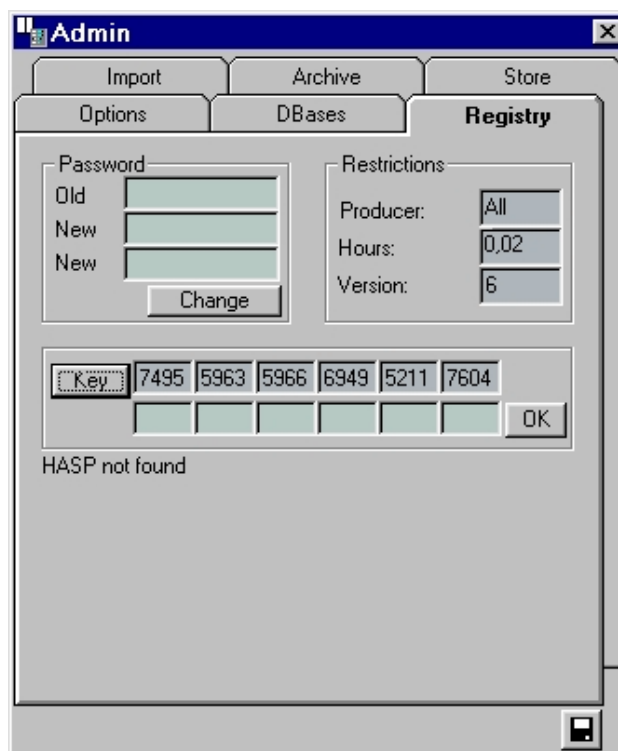 Admin
Import Archive Store
Options DBases Registry
Password
Old
New
New
Change
Restrictions
Producer: All
Hours: 0,02
Version: 6
Key 7495 5963 5966 6949 5211 7604
OK
HASP not found